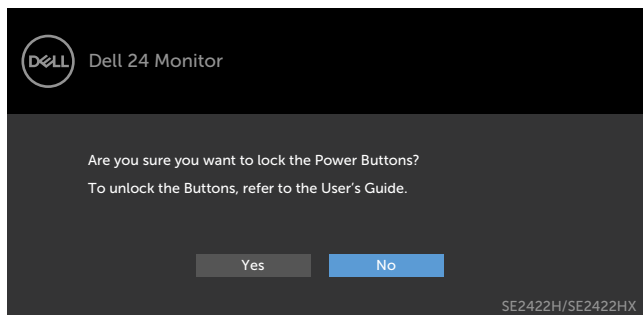 DELL
Dell 24 Monitor
Are you sure you want to lock the Power Buttons?
To unlock the Buttons, refer to the User's Guide.
Yes
No
SE2422H/SE2422HX